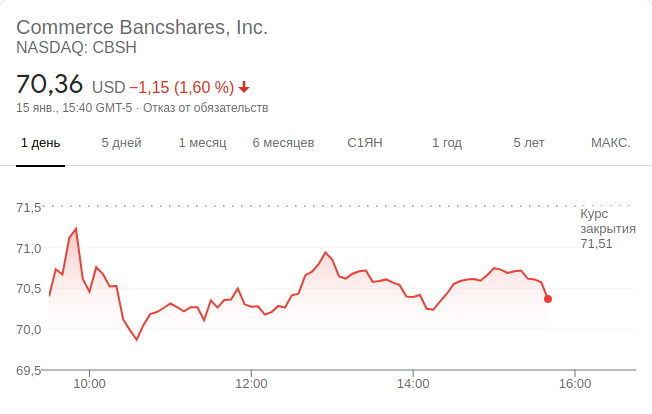 Commerce Bancshares, Inc.
NASDAQ: CBSH
70,36 USD −1,15 (1,60 %)
15 янв., 15:40 GMT-5 · Отказ от обязательств
1 день 5 дней 1 месяц 6 месяцев С1ЯН 1 год 5 лет МАКС.
71,5
Курс
закрытия
71,51
71,0
70,5
70,0
69,5
10:00 12:00 14:00 16:00